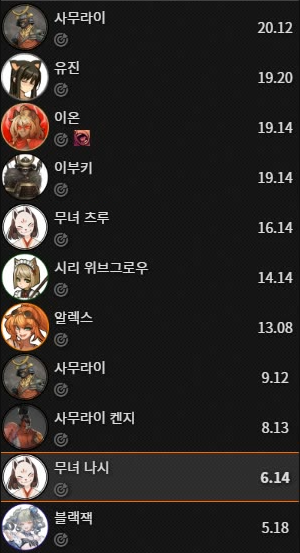 사무라이 20.12
유진 19.20
이온 19.14
이부키 19.14
무녀 츠루 16.14
시리 위브그로우 14.14
알렉스 13.08
사무라이 9.12
사무라이 켄지 8.13
무녀 나시 6.14
블랙잭 5.18